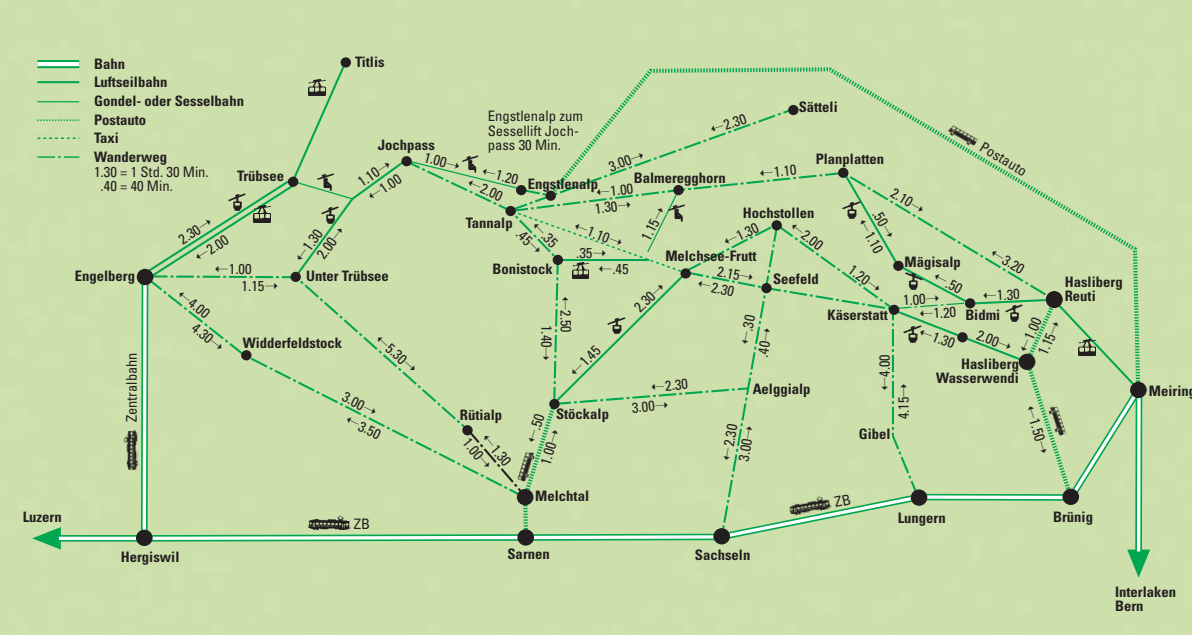 Bahn
Luftseilbahn
Gondel- oder Sesselbahn
Postauto
Taxi
Wanderweg
1.30 = 1 Std. 30 Min.
.40 = 40 Min.
Titlis
Engstlenalp zum
Sessellift Joch-
pass 30 Min.
←2.30
Sätteli
Postauto
Jochpass
1.00→
←1.20
3.00→
Planplatten
Trübsee
1.10→
←1.00
←2.00
Engstlenalp
←1.00
1.30→
Balmeregghorn
←1.10
2.10→
2.30→
←2.00
Tannalp
.45→
←.35
←1.10→
1.15→
Hochstollen
←1.30
←2.00
.50→
←1.10
←1.30
2.00→
Bonistock
.35→
←.45
Melchsee-Frutt
2.15→
←2.30
Seefeld
1.20→
Mägisalp
←.50
←3.20
Hasliberg
Reuti
Engelberg
←1.00
1.15→
Unter Trübsee
1.00→
←1.20
Bidmi
←1.30
Käserstatt
←4.00
4.30→
←2.50
1.40→
2.30→
←1.45
←.30
.40→
←1.30
2.00→
←1.00
1.15→
Hasliberg
Wasserwendi
Widderfeldstock
←5.30→
Zentralbahn
←4.00
4.15→
Meiring
←2.30
3.00→
Aelggialp
3.00→
←3.50
Rütialp
Stöckalp
←.50
1.00→
←1.30
1.00→
←2.30
3.00→
Gibel
←1.50→
Melchtal
Luzern
ZB
ZB
Lungern
Brünig
Hergiswil
Sarnen
Sachseln
Interlaken
Bern